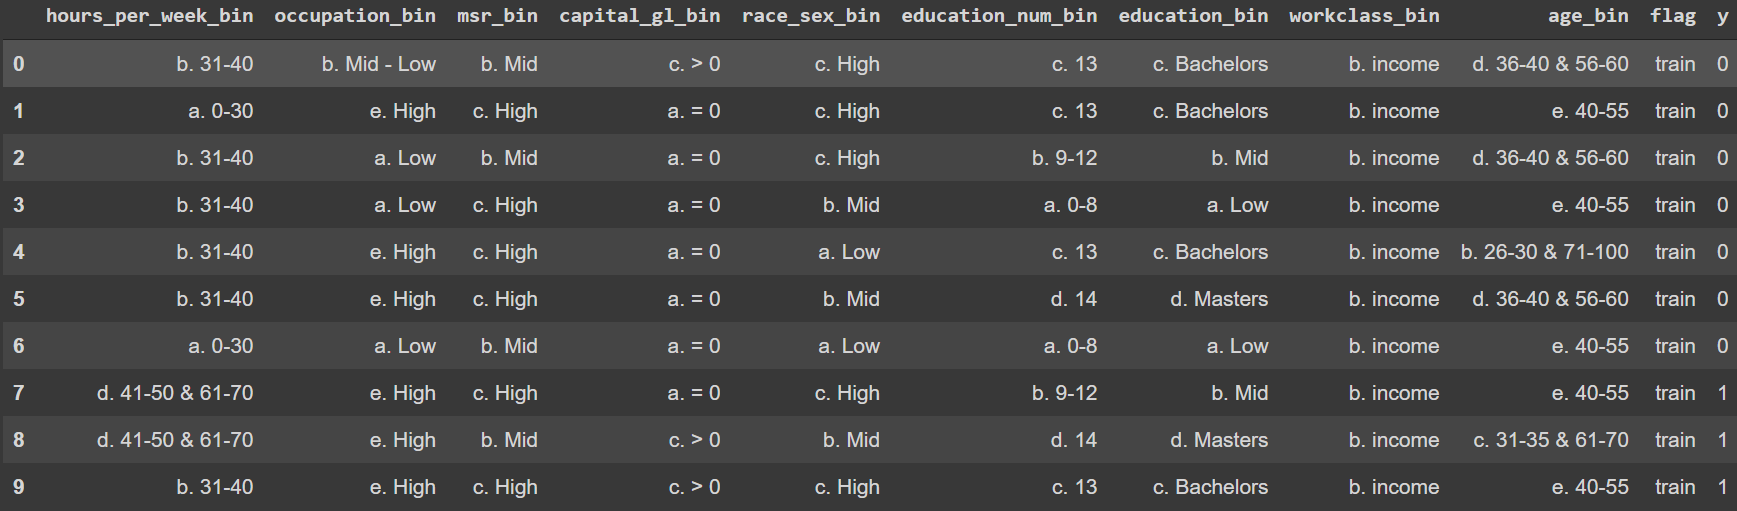 hours_per_week_bin occupation_bin msr_bin capital_gl_bin race_sex_bin education_num_bin education_bin workclass_bin age_bin flag y
0 b. 31-40 b. Mid - Low b. Mid c. > 0 c. High c. 13 c. Bachelors b. income d. 36-40 & 56-60 train 0
1 a. 0-30 e. High c. High a. = 0 c. High c. 13 c. Bachelors b. income e. 40-55 train 0
2 b. 31-40 a. Low b. Mid a. = 0 c. High b. 9-12 b. Mid b. income d. 36-40 & 56-60 train 0
3 b. 31-40 a. Low c. High a. = 0 b. Mid a. 0-8 a. Low b. income e. 40-55 train 0
4 b. 31-40 e. High c. High a. = 0 a. Low c. 13 c. Bachelors b. income b. 26-30 & 71-100 train 0
5 b. 31-40 e. High c. High a. = 0 b. Mid d. 14 d. Masters b. income d. 36-40 & 56-60 train 0
6 a. 0-30 a. Low b. Mid a. = 0 a. Low a. 0-8 a. Low b. income e. 40-55 train 0
7 d. 41-50 & 61-70 e. High c. High a. = 0 c. High b. 9-12 b. Mid b. income e. 40-55 train 1
8 d. 41-50 & 61-70 e. High b. Mid c. > 0 b. Mid d. 14 d. Masters b. income c. 31-35 & 61-70 train 1
9 b. 31-40 e. High c. High c. > 0 c. High c. 13 c. Bachelors b. income e. 40-55 train 1